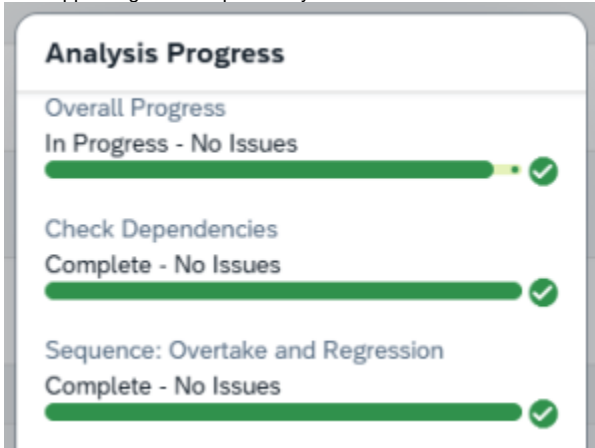 Analysis Progress
Overall Progress
In Progress - No Issues
Check Dependencies
Complete - No Issues
Sequence: Overtake and Regression
Complete - No Issues